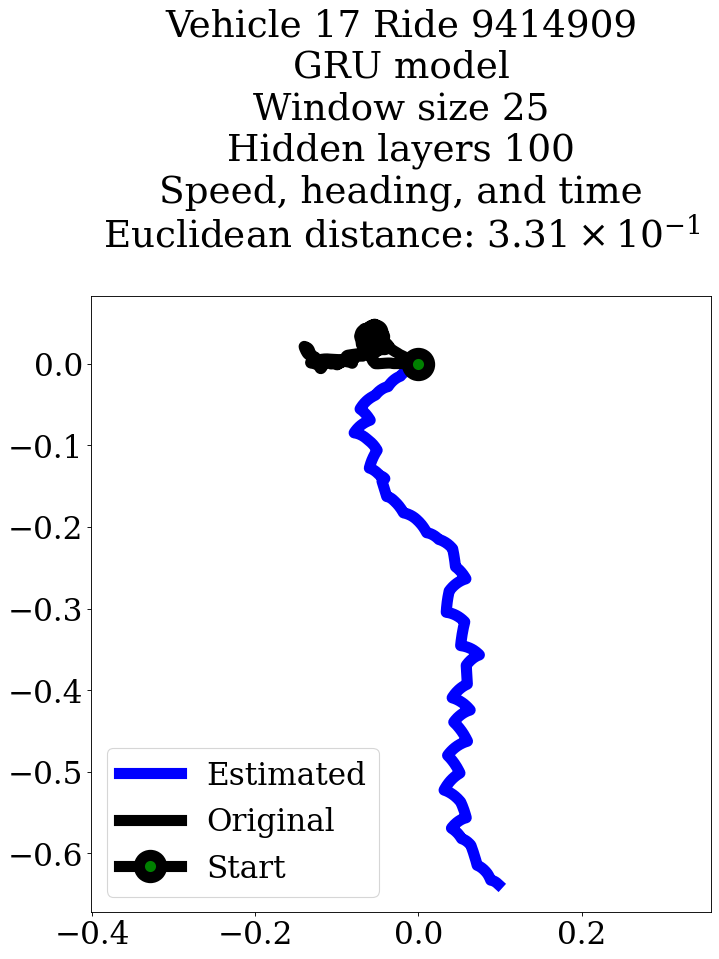 Vehicle 17 Ride 9414909
GRU model
Window size 25
Hidden layers 100
Speed, heading, and time
Euclidean distance: 3.31 × 10⁻¹
0.0
−0.1
−0.2
−0.3
−0.4
−0.5
−0.6
Estimated
Original
Start
−0.4 −0.2 0.0 0.2